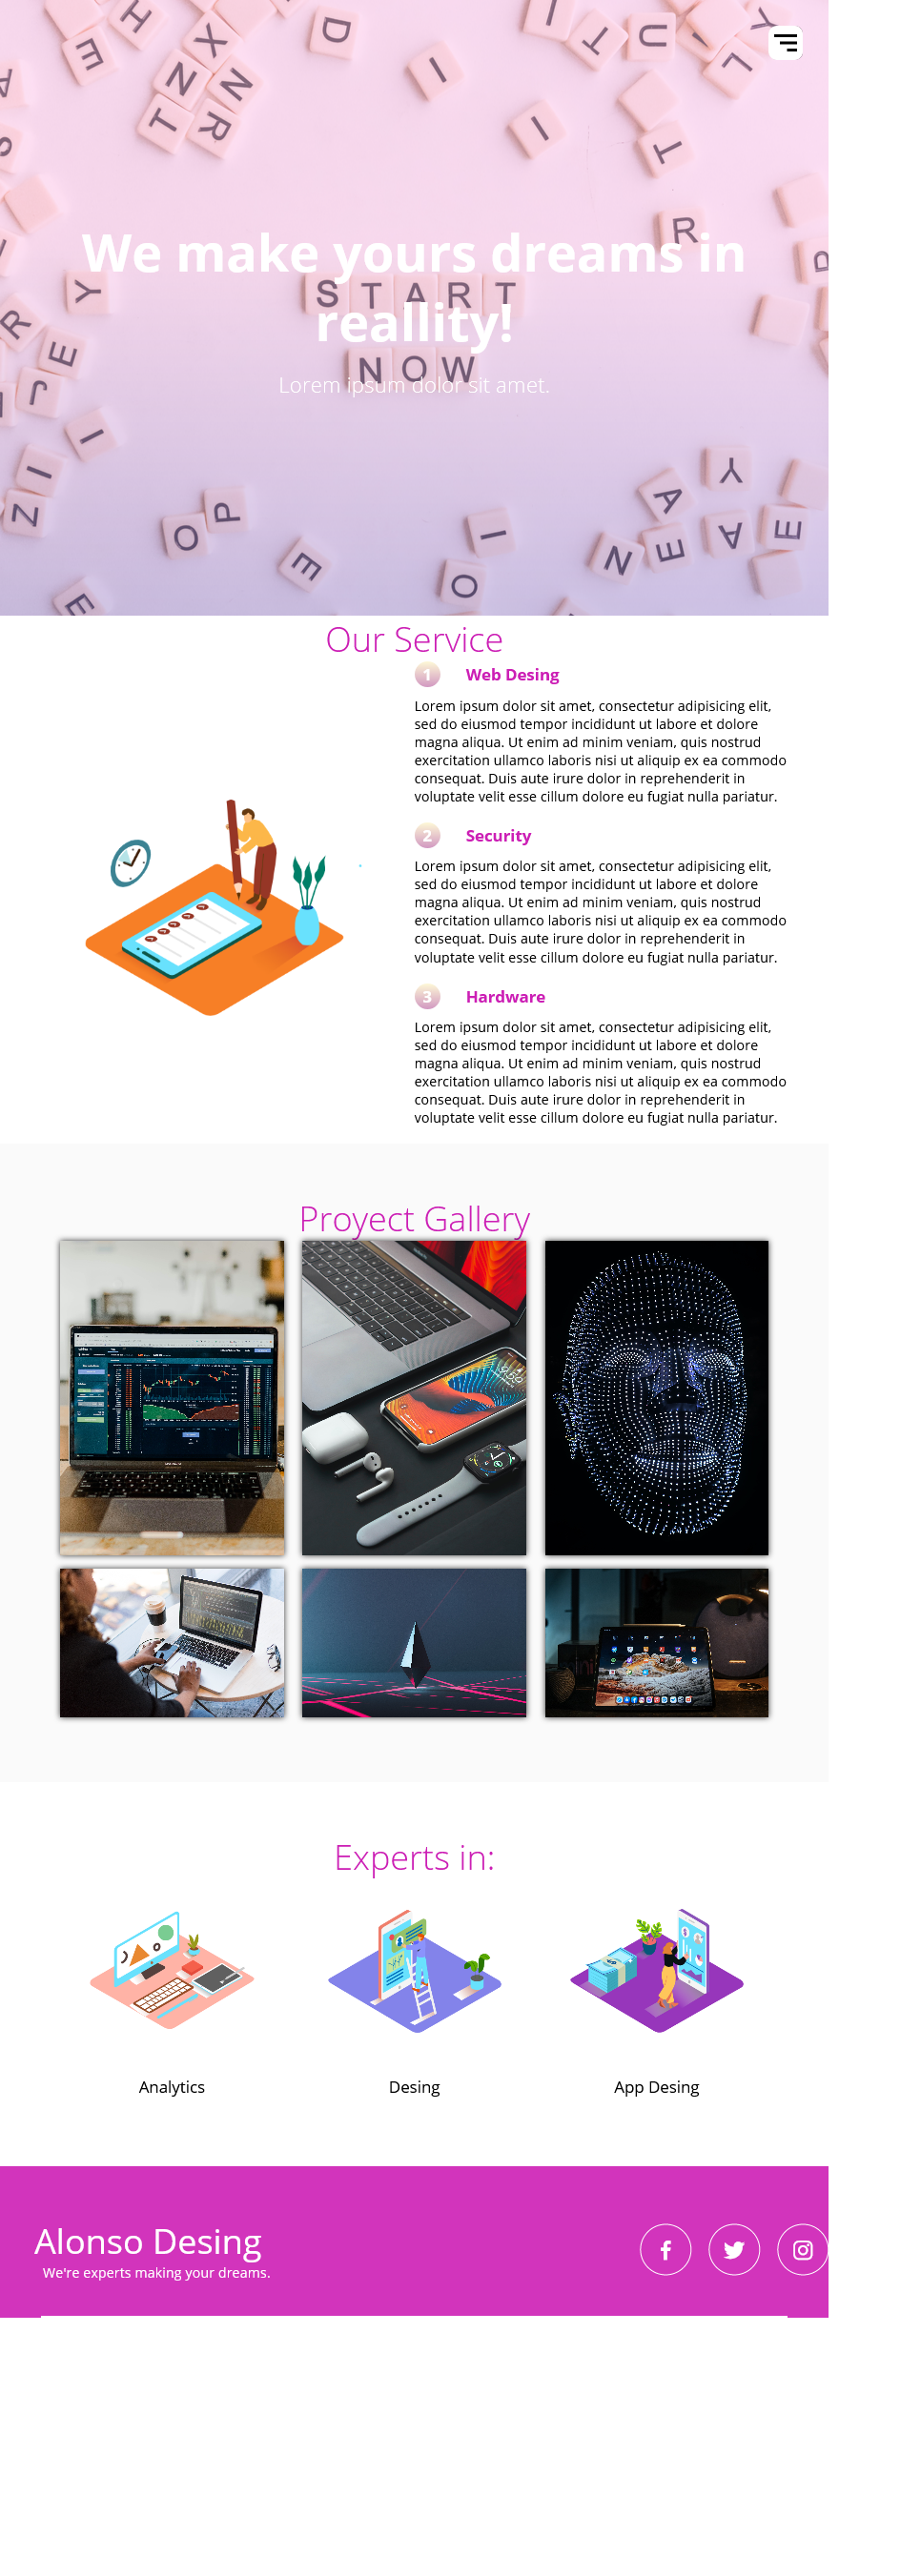 We make yours dreams in
reallity!
START
NOW
Lorem ipsum dolor sit amet.
Our Service
1 Web Desing
Lorem ipsum dolor sit amet, consectetur adipisicing elit,
sed do eiusmod tempor incididunt ut labore et dolore
magna aliqua. Ut enim ad minim veniam, quis nostrud
exercitation ullamco laboris nisi ut aliquip ex ea commodo
consequat. Duis aute irure dolor in reprehenderit in
voluptate velit esse cillum dolore eu fugiat nulla pariatur.
2 Security
Lorem ipsum dolor sit amet, consectetur adipisicing elit,
sed do eiusmod tempor incididunt ut labore et dolore
magna aliqua. Ut enim ad minim veniam, quis nostrud
exercitation ullamco laboris nisi ut aliquip ex ea commodo
consequat. Duis aute irure dolor in reprehenderit in
voluptate velit esse cillum dolore eu fugiat nulla pariatur.
3 Hardware
Lorem ipsum dolor sit amet, consectetur adipisicing elit,
sed do eiusmod tempor incididunt ut labore et dolore
magna aliqua. Ut enim ad minim veniam, quis nostrud
exercitation ullamco laboris nisi ut aliquip ex ea commodo
consequat. Duis aute irure dolor in reprehenderit in
voluptate velit esse cillum dolore eu fugiat nulla pariatur.
Proyect Gallery
Experts in:
Analytics
Desing
App Desing
Alonso Desing
We're experts making your dreams.